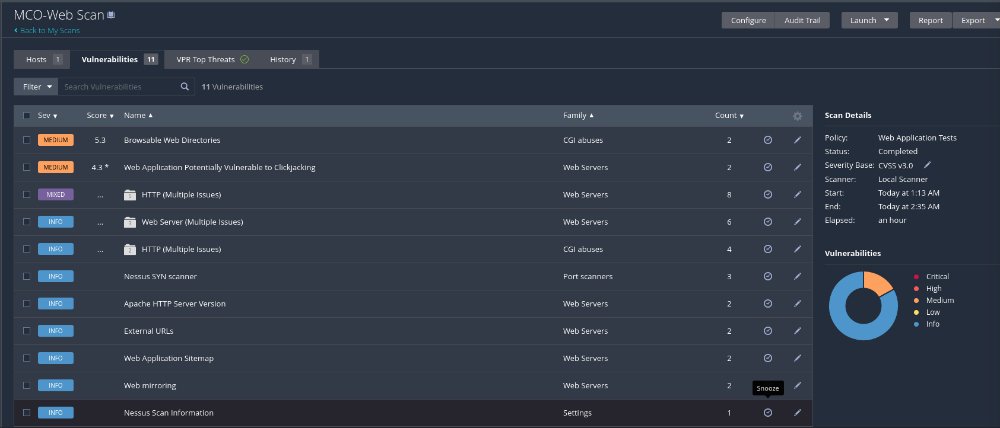 MCO-Web Scan
Back to My Scans
Configure Audit Trail Launch Report Export
Hosts 1 Vulnerabilities 11 VPR Top Threats History 1
Filter Search Vulnerabilities 11 Vulnerabilities
Sev Score Name Family Count
MEDIUM 5.3 Browsable Web Directories CGI abuses 2
MEDIUM 4.3 * Web Application Potentially Vulnerable to Clickjacking Web Servers 2
MIXED ... 5 HTTP (Multiple Issues) Web Servers 8
INFO ... 3 Web Server (Multiple Issues) Web Servers 6
INFO ... 2 HTTP (Multiple Issues) CGI abuses 4
INFO Nessus SYN scanner Port scanners 3
INFO Apache HTTP Server Version Web Servers 2
INFO External URLs Web Servers 2
INFO Web Application Sitemap Web Servers 2
INFO Web mirroring Web Servers 2
Snooze
INFO Nessus Scan Information Settings 1
Scan Details
Policy: Web Application Tests
Status: Completed
Severity Base: CVSS v3.0
Scanner: Local Scanner
Start: Today at 1:13 AM
End: Today at 2:35 AM
Elapsed: an hour
Vulnerabilities
Critical
High
Medium
Low
Info